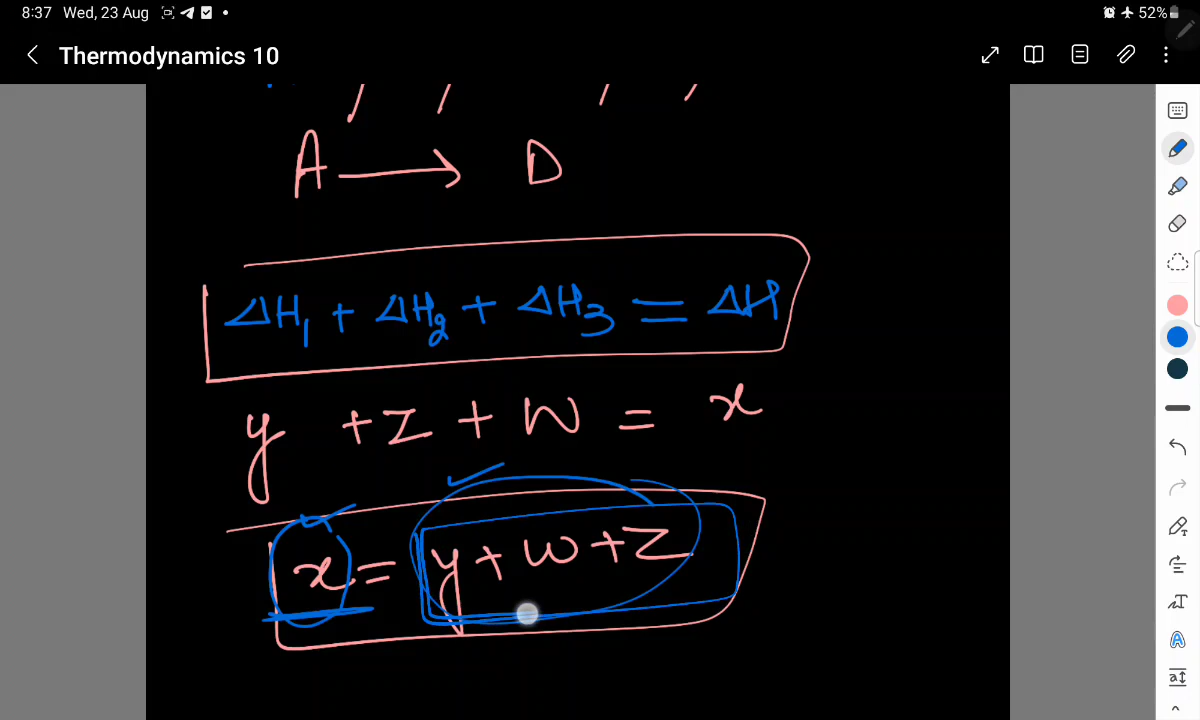 8:37 Wed, 23 Aug 52%
Thermodynamics 10
A → D
ΔH₁ + ΔH₂ + ΔH₃ = ΔH
y + z + w = x
x = y + w + z